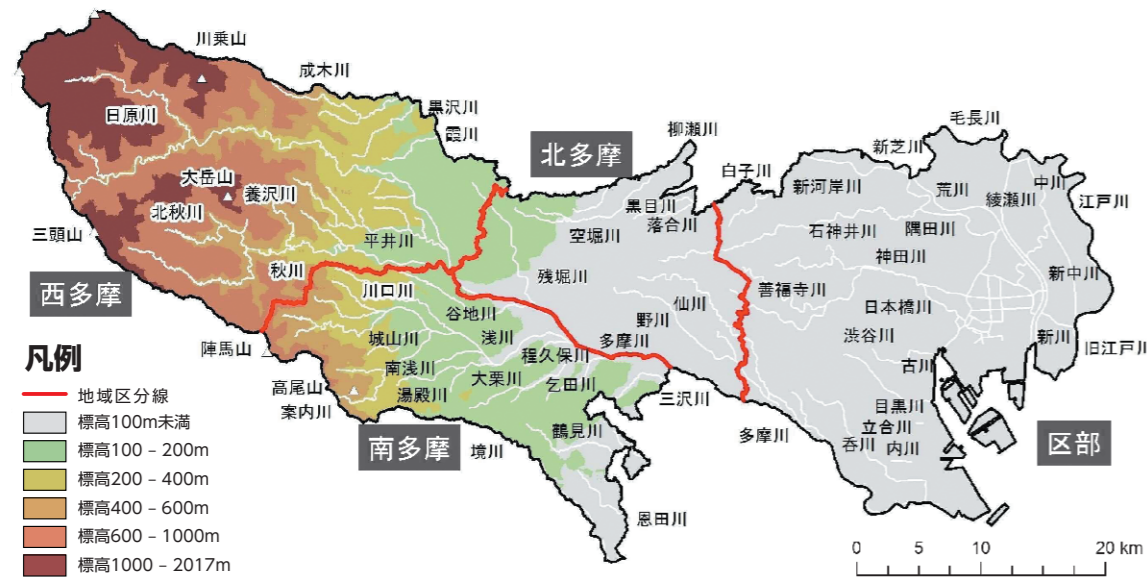 川乗山
成木川
日原川
黒沢川
霞川
北多摩
柳瀬川
毛長川
新芝川
白子川
大岳山
養沢川
北秋川
三頭山
平井川
秋川
西多摩
黒目川
落合川
空堀川
新河岸川
荒川
綾瀬川
中川
江戸川
石神井川
隅田川
神田川
残堀川
新中川
川口川
谷地川
仙川
善福寺川
野川
日本橋川
渋谷川
新川
旧江戸川
陣馬山
城山川
浅川
多摩川
程久保川
南浅川
大栗川
乞田川
古川
高尾山
案内川
湯殿川
三沢川
目黒川
立合川
多摩川
呑川
内川
区部
南多摩
境川
鶴見川
恩田川
凡例
地域区分線
標高100m未満
標高100 – 200m
標高200 – 400m
標高400 – 600m
標高600 – 1000m
標高1000 – 2017m
0 5 10 20 km